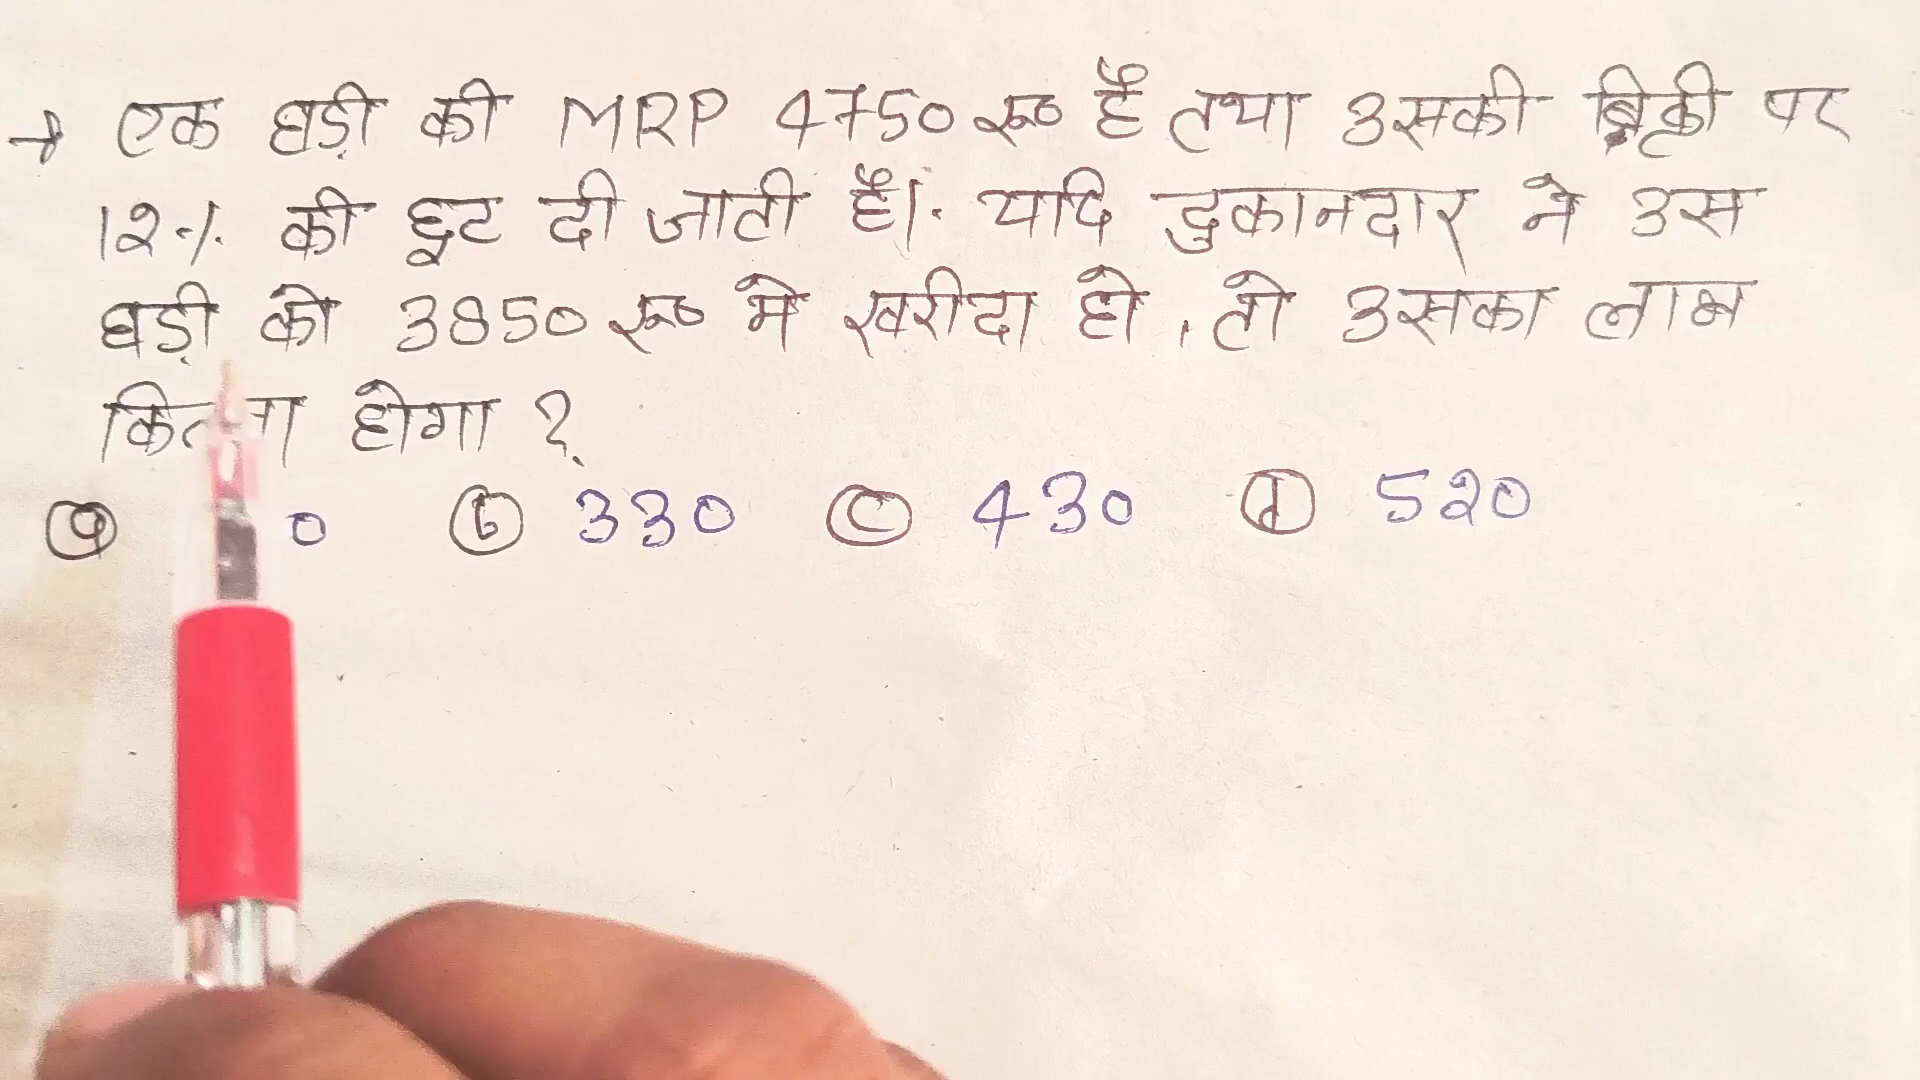 → एक घड़ी की MRP 4750 रू० है तथा उसकी बिक्री पर
12% की छूट दी जाती है। यदि दुकानदार ने उस
घड़ी को 3850 रू० मे खरीदा हो, तो उसका लाभ
होगा ?
(a) 0 (b) 330 (c) 430 (d) 520